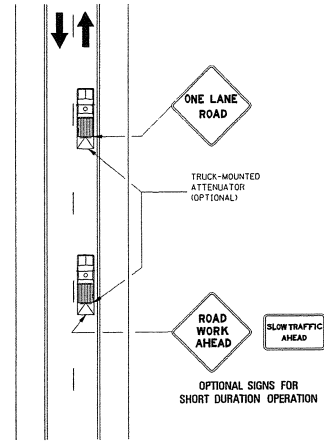 ONE LANE
ROAD
TRUCK-MOUNTED
ATTENUATOR
(OPTIONAL)
ROAD
WORK
AHEAD
SLOW TRAFFIC
AHEAD
OPTIONAL SIGNS FOR
SHORT DURATION OPERATION